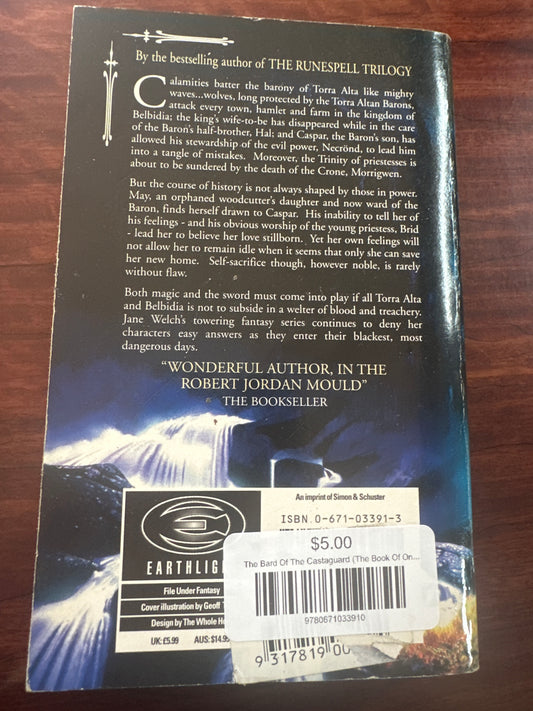 By the bestselling author of THE RUNESPELL TRILOGY
Calamities batter the barony of Torra Alta like mighty
waves...wolves, long protected by the Torra Altan Barons,
attack every town, hamlet and farm in the kingdom of
Belbidia; the king's wife-to-be has disappeared while in the care
of the Baron's half-brother, Hal; and Caspar, the Baron's son, has
allowed his stewardship of the evil power, Necrönd, to lead him
into a tangle of mistakes. Moreover, the Trinity of priestesses is
about to be sundered by the death of the Crone, Morrigwen.
But the course of history is not always shaped by those in power.
May, an orphaned woodcutter's daughter and now ward of the
Baron, finds herself drawn to Caspar. His inability to tell her of
his feelings - and his obvious worship of the young priestess, Brid
- lead her to believe her love stillborn. Yet her own feelings will
not allow her to remain idle when it seems that only she can save
her new home. Self-sacrifice though, however noble, is rarely
without flaw.
Both magic and the sword must come into play if all Torra Alta
and Belbidia is not to subside in a welter of blood and treachery.
Jane Welch's towering fantasy series continues to deny her
characters easy answers as they enter their blackest, most
dangerous days.
"WONDERFUL AUTHOR, IN THE
ROBERT JORDAN MOULD"
THE BOOKSELLER
An imprint of Simon & Schuster
ISBN 0-671-03391-3
EARTHLIGH
File Under Fantasy
Cover illustration by Geoff
Design by The Whole Ho
UK: £5.99 AUS: $14.95
$5.00
The Bard Of The Castaguard (The Book Of On...
9780671033910
9 317819 00